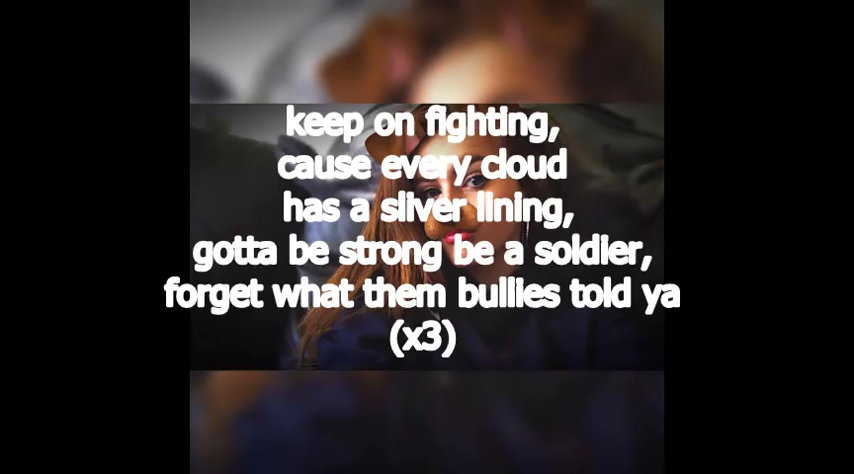 keep on fighting,
cause every cloud
has a sliver lining,
gotta be strong be a soldier,
forget what them bullies told ya
(x3)